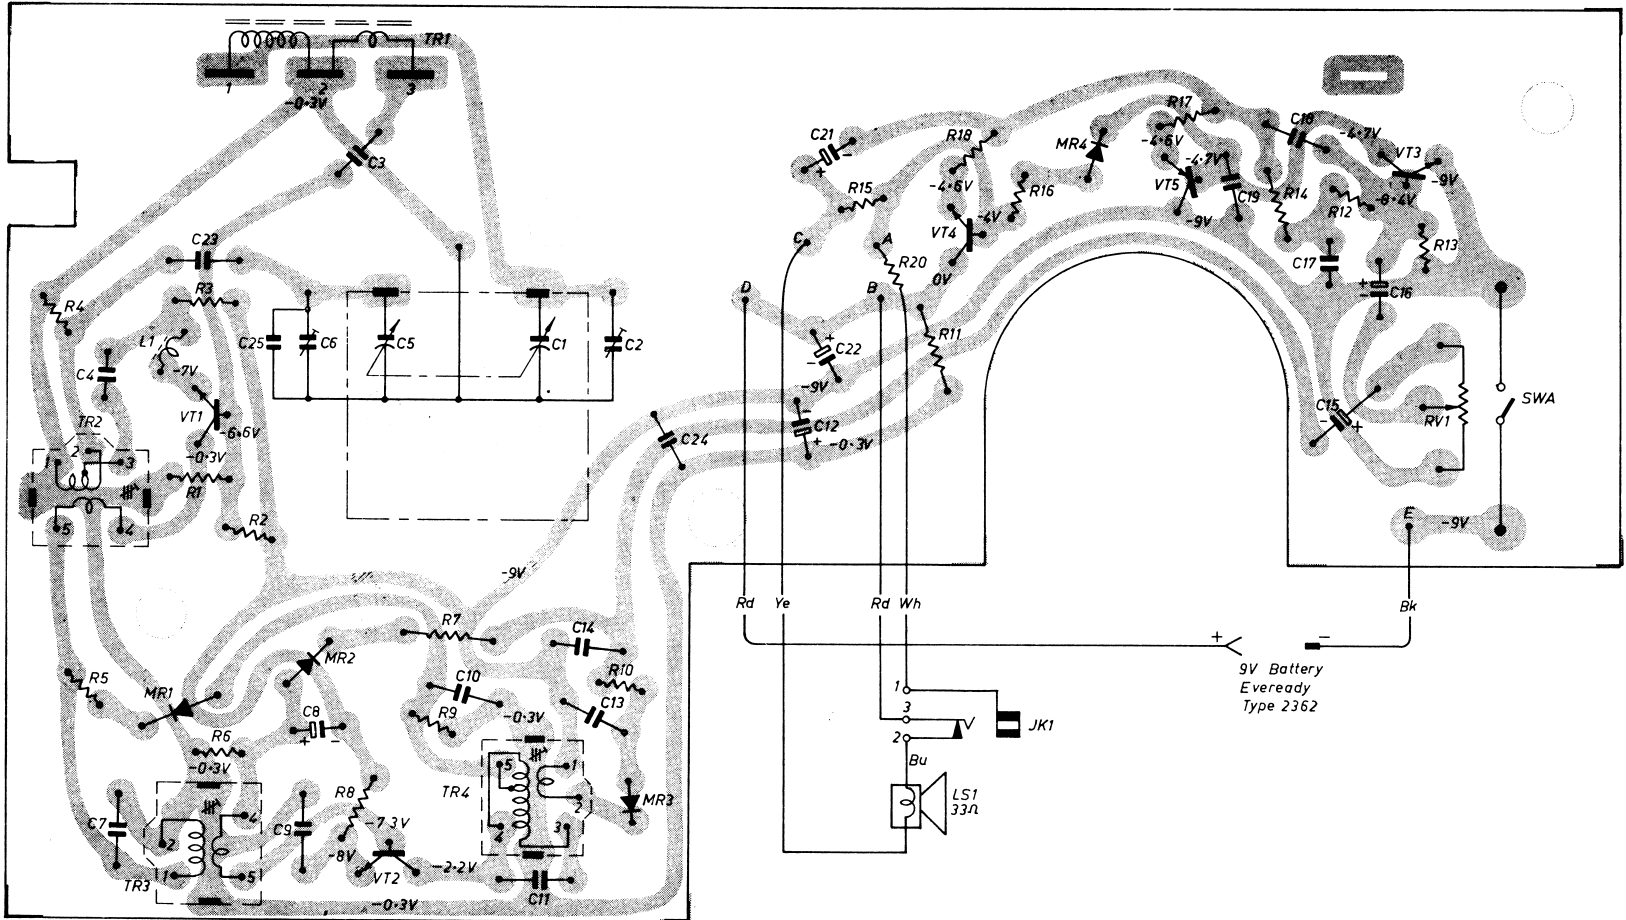 TR1
1
2
3
-0·3V
C3
C21
R18
R17
C18
-4·7V
VT3
MR4
-4·6V
-4·7V
-9V
+
-
R15
-4·6V
R16
VT5
C19
R14
R12
-8·4V
-4V
-9V
R13
C
A
VT4
R20
C17
C23
0V
R3
R4
D
B
+
C16
L1
C25
C6
C5
C1
C2
+
C22
-
R11
C4
-7V
-9V
VT1
SWA
TR2
-6·6V
C24
C12
-
+
-0·3V
C15
-
+
RV1
-0·3V
1
2
3
R1
5
4
R2
E
-9V
-9V
Rd
Ye
Rd
Wh
Bk
R7
C14
+
-
MR2
9V Battery
Eveready
Type 2362
R5
MR1
C10
R10
1
C8
+
-
R9
-0·3V
C13
3
JK1
R6
2
-0·3V
Bu
5
1
R8
TR4
2
MR3
LS1
33Ω
C7
4
C9
-7·3V
4
3
2
-8V
TR3
1
5
VT2
-2·2V
C11
-0·3V